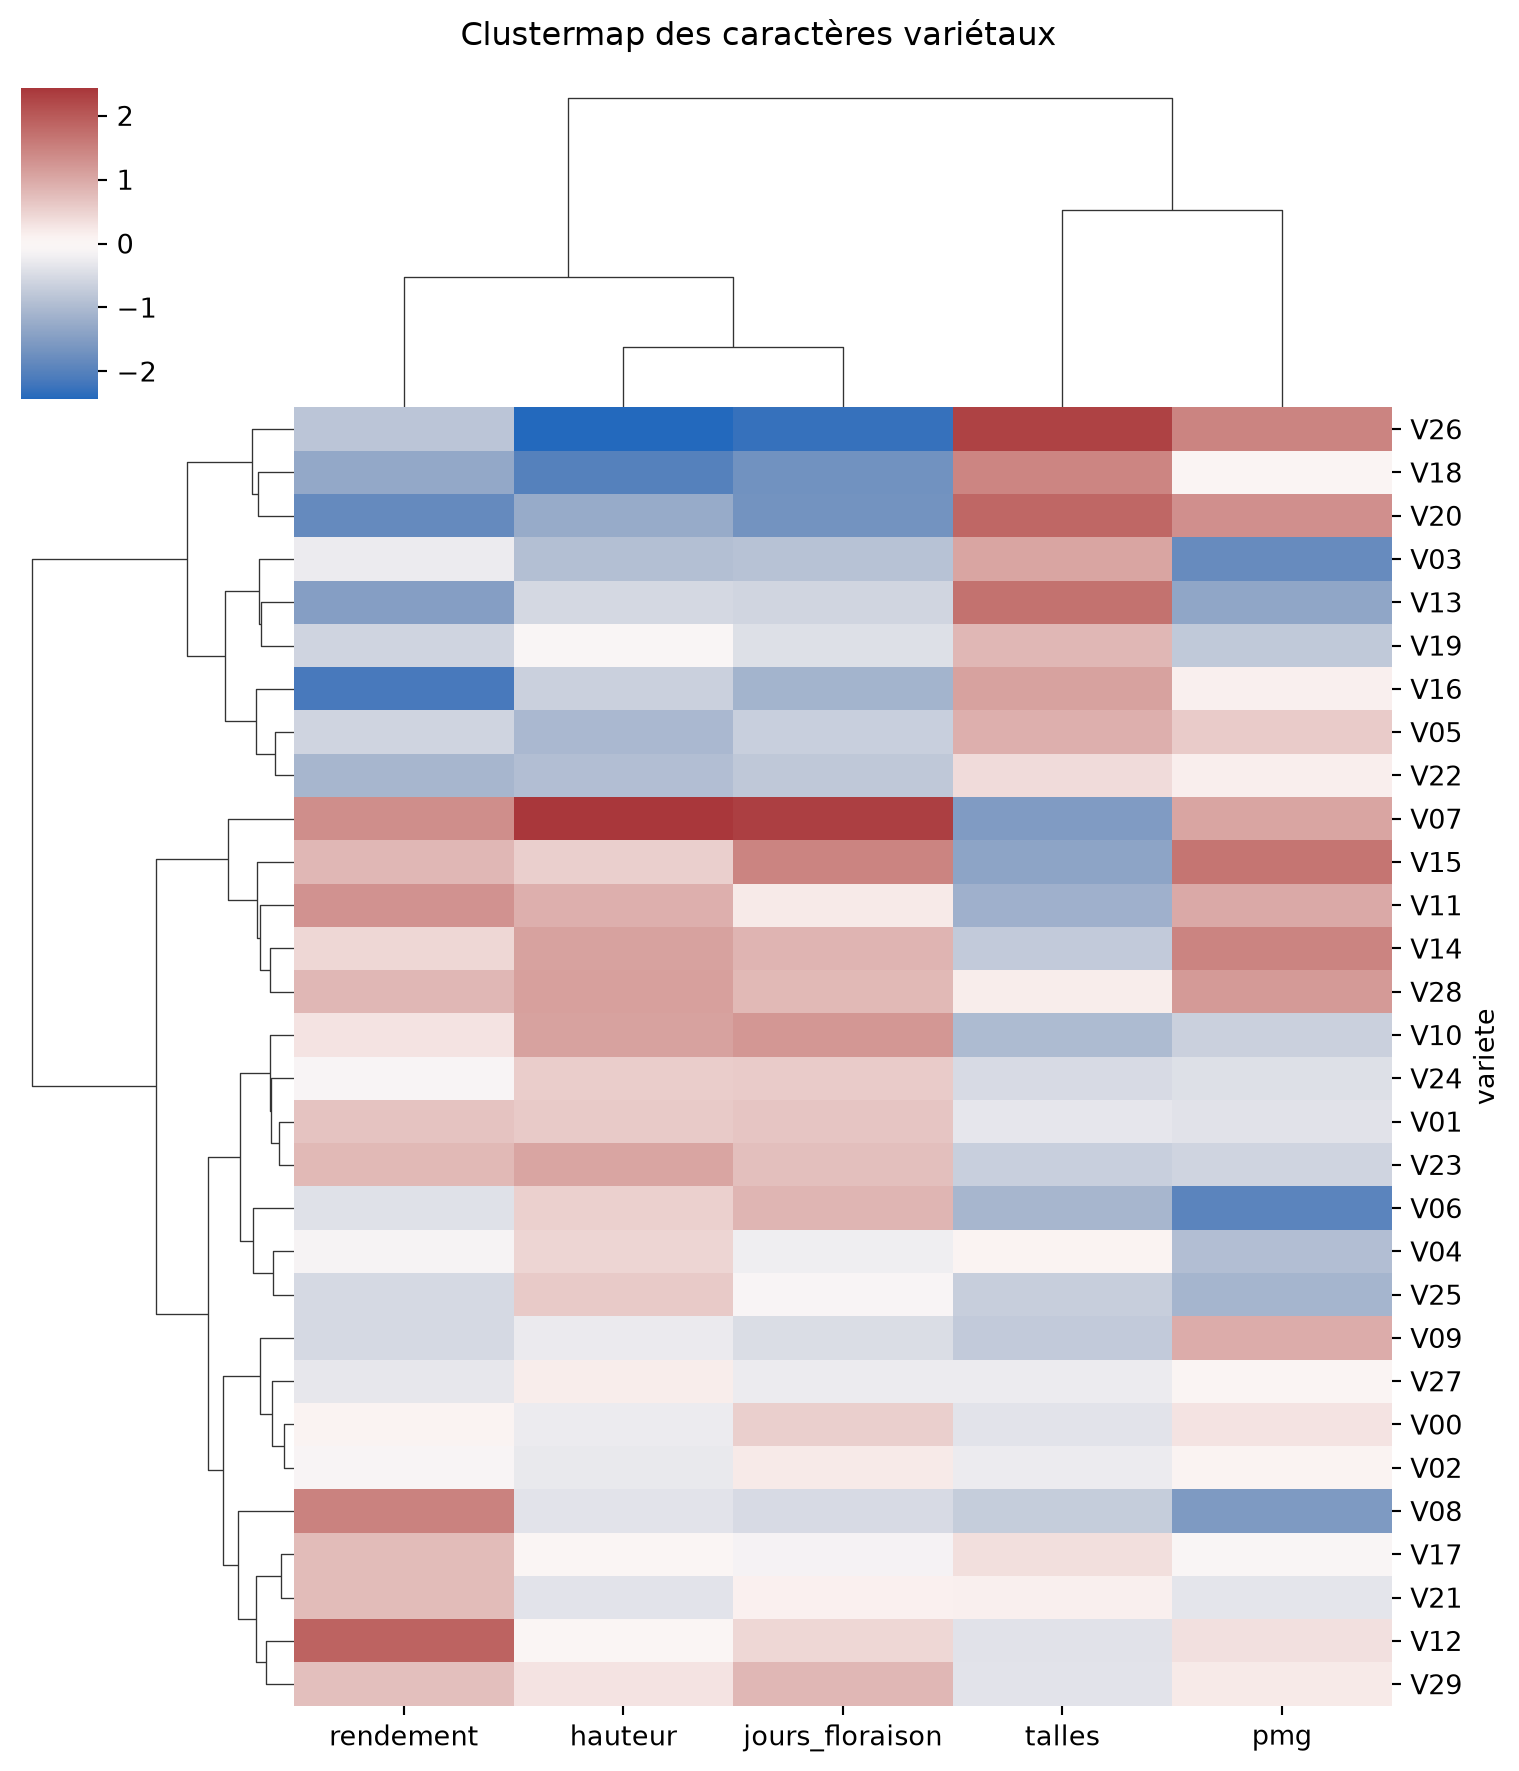 Clustermap des caractères variétaux
2
1
0
−1
−2
V26
V18
V20
V03
V13
V19
V16
V05
V22
V07
V15
V11
V14
V28
V10
V24
V01
V23
V06
V04
V25
V09
V27
V00
V02
V08
V17
V21
V12
V29
variete
rendement hauteur jours_floraison talles pmg